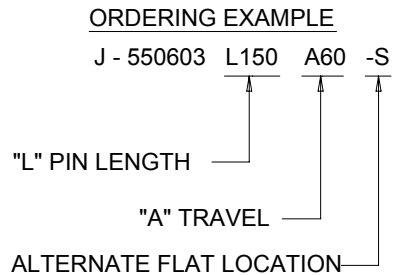 ORDERING EXAMPLE
J - 550603 L150 A60 -S
"L" PIN LENGTH
"A" TRAVEL
ALTERNATE FLAT LOCATION